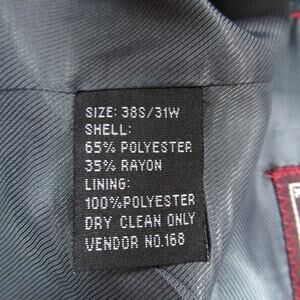 SIZE: 38S/31W
SHELL:
65% POLYESTER
35% RAYON
LINING:
100%POLYESTER
DRY CLEAN ONLY
VENDOR NO.168